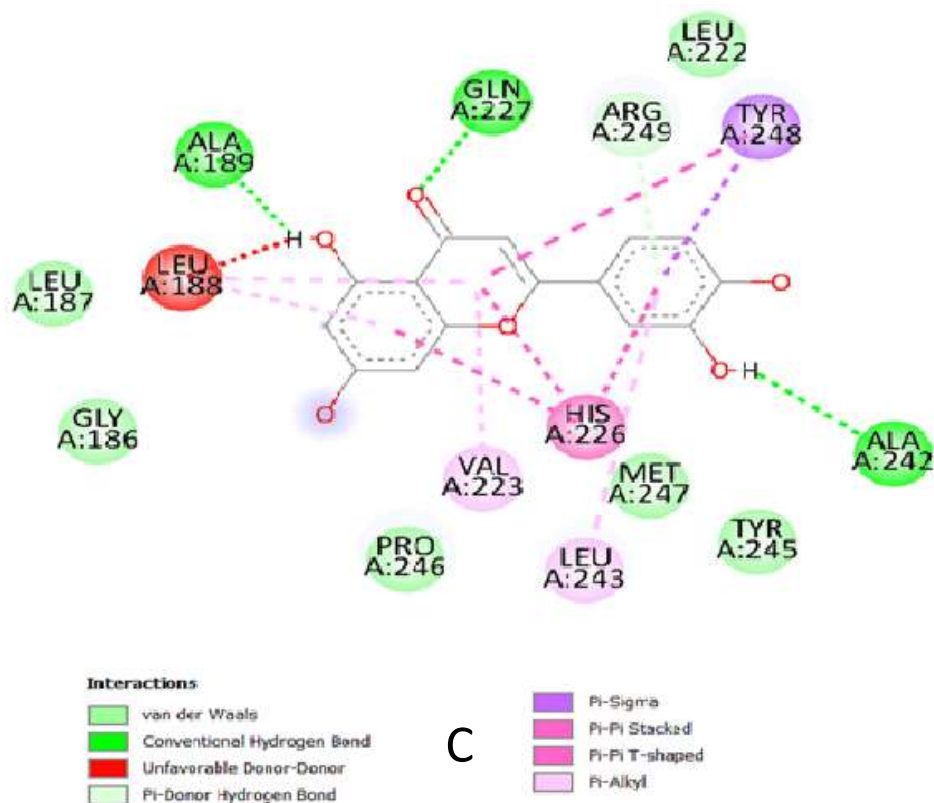 LEU
A:222
GLN
A:227
ARG
A:249
TYR
A:248
ALA
A:189
O
H O
LEU
A:188
LEU
A:187
O
O
O H
GLY
A:186
O
HIS
A:226
ALA
A:242
VAL
A:223
MET
A:247
PRO
A:246
LEU
A:243
TYR
A:245
Interactions
van der Waals
Conventional Hydrogen Bond
Unfavorable Donor-Donor
Pi-Donor Hydrogen Bond
C
Pi-Sigma
Pi-Pi Stacked
Pi-Pi T-shaped
Pi-Alkyl